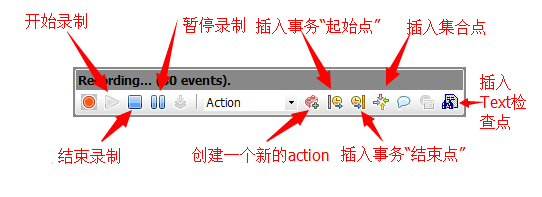 开始录制
暂停录制
插入事务“起始点”
插入集合点
Recording... (0 events).
Action
插入
Text检
查点
结束录制
创建一个新的action
插入事务“结束点”